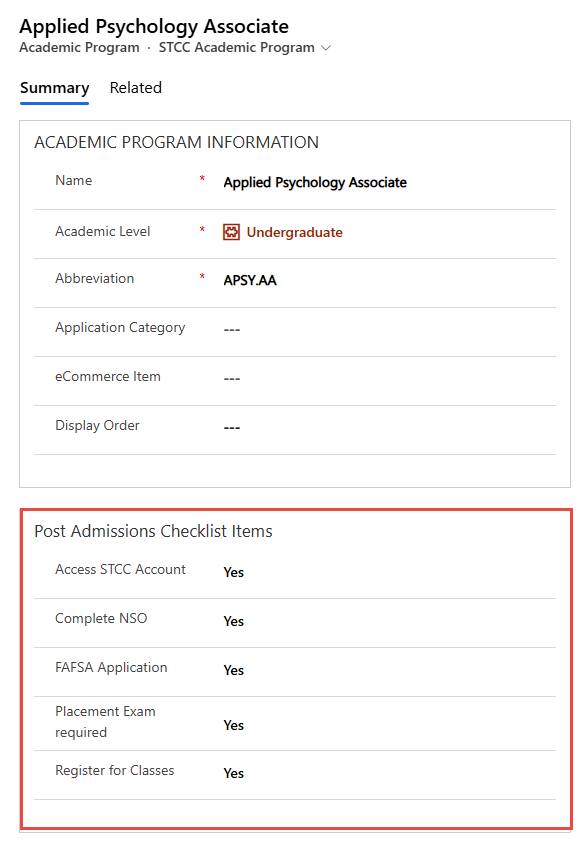 Applied Psychology Associate
Academic Program · STCC Academic Program
Summary Related
ACADEMIC PROGRAM INFORMATION
Name * Applied Psychology Associate
Academic Level * Undergraduate
Abbreviation * APSY.AA
Application Category ---
eCommerce Item ---
Display Order ---
Post Admissions Checklist Items
Access STCC Account Yes
Complete NSO Yes
FAFSA Application Yes
Placement Exam
required Yes
Register for Classes Yes